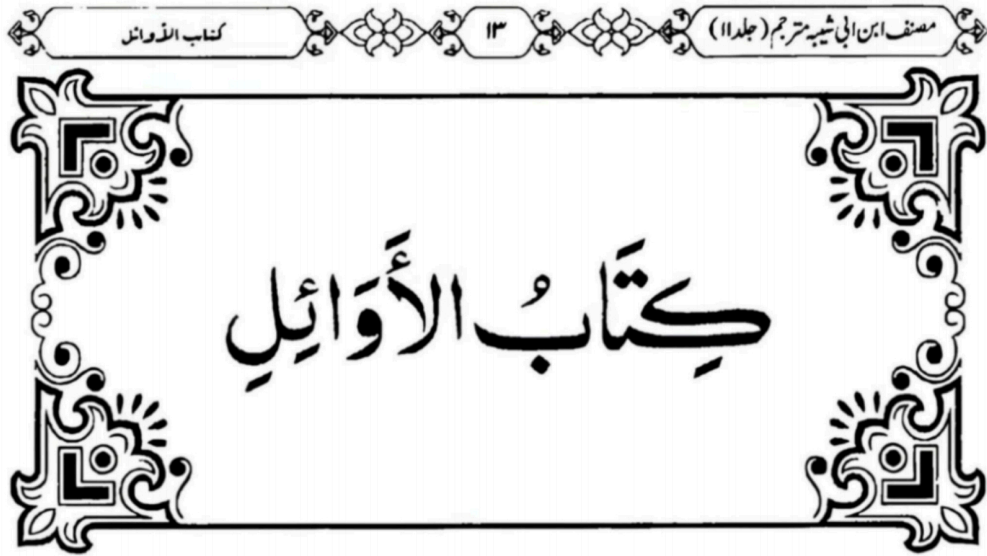 مصنف ابن ابی شیبہ مترجم (جلد ۱۱) ۱۳ کتاب الأوائل
كِتَابُ الأَوَائِلِ